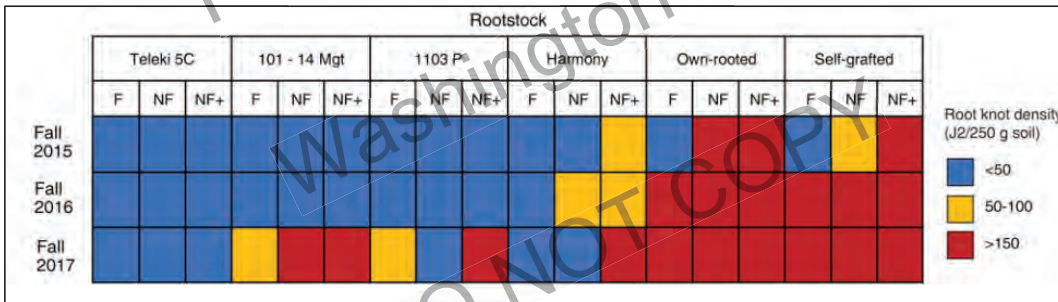 Rootstock
Teleki 5C 101 - 14 Mgt 1103 P Harmony Own-rooted Self-grafted
F NF NF+ F NF NF+ F NF NF+ F NF NF+ F NF NF+ F NF NF+
Fall
2015
Fall
2016
Fall
2017
Root knot density
(J2/250 g soil)
<50
50-100
>150
Washington
DO NOT COPY